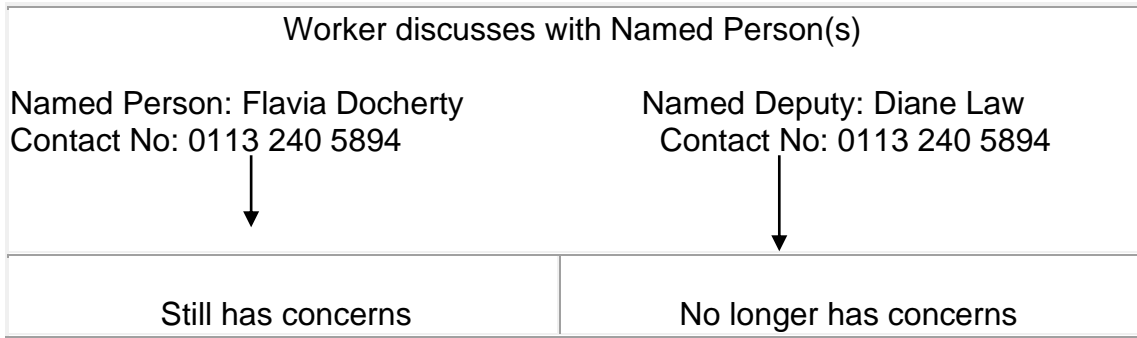 Worker discusses with Named Person(s)
Named Person: Flavia Docherty Named Deputy: Diane Law
Contact No: 0113 240 5894 Contact No: 0113 240 5894
Still has concerns No longer has concerns